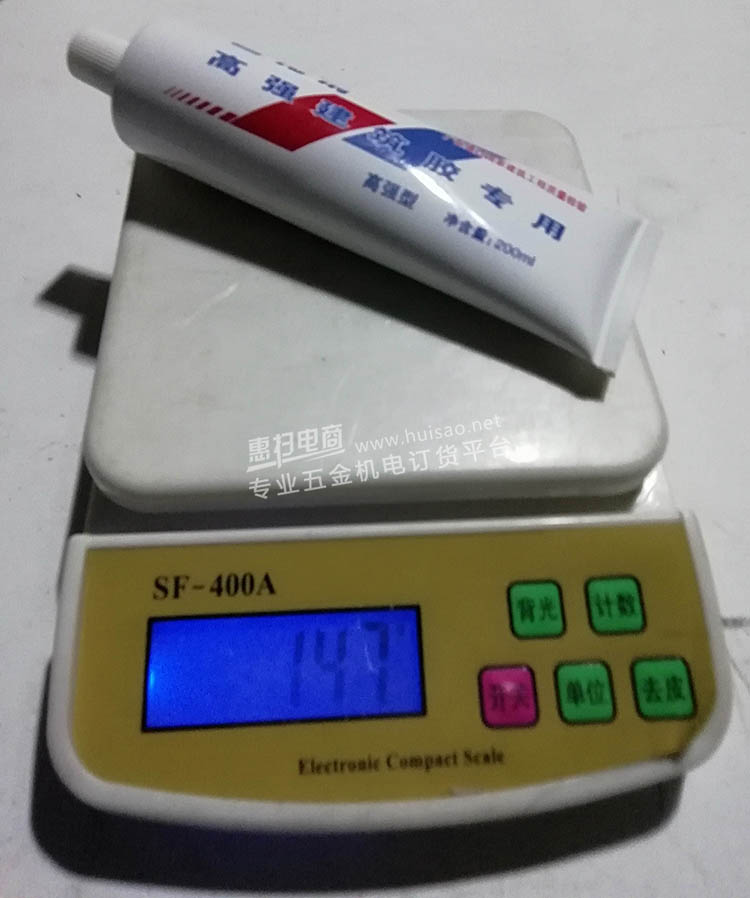 高强建筑胶专用
高强型 净含量:200ml
惠扫电商 www.huisao.net
专业五金机电订货平台
SF-400A
147
背光 计数
开关 单位 去皮
Electronic Compact Scale